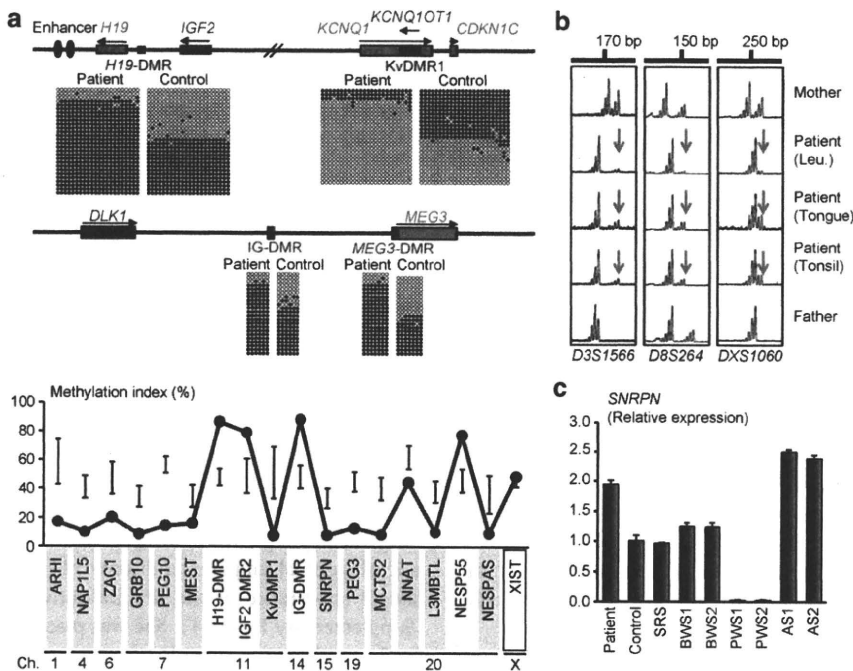 a
Enhancer H19 IGF2 KCNQ1 KCNQ1OT1 CDKN1C
H19-DMR KvDMR1
Patient Control Patient Control
DLK1 MEG3
IG-DMR MEG3-DMR
Patient Control Patient Control
Methylation index (%)
100
80
60
40
20
0
ARHI NAP1L5 ZAC1 GRB10 PEG10 MEST H19-DMR IGF2 DMR2 KvDMR1 IG-DMR SNRPN PEG3 MCTS2 NNAT L3MBTL NESP55 NESPAS XIST
Ch. 1 4 6 7 11 14 15 19 20 X
b
170 bp 150 bp 250 bp
Mother
Patient
(Leu.)
Patient
(Tongue)
Patient
(Tonsil)
Father
D3S1566 D8S264 DXS1060
c
SNRPN
(Relative expression)
3.0
2.5
2.0
1.5
1.0
0.5
0.0
Patient Control SRS BWS1 BWS2 PWS1 PWS2 AS1 AS2